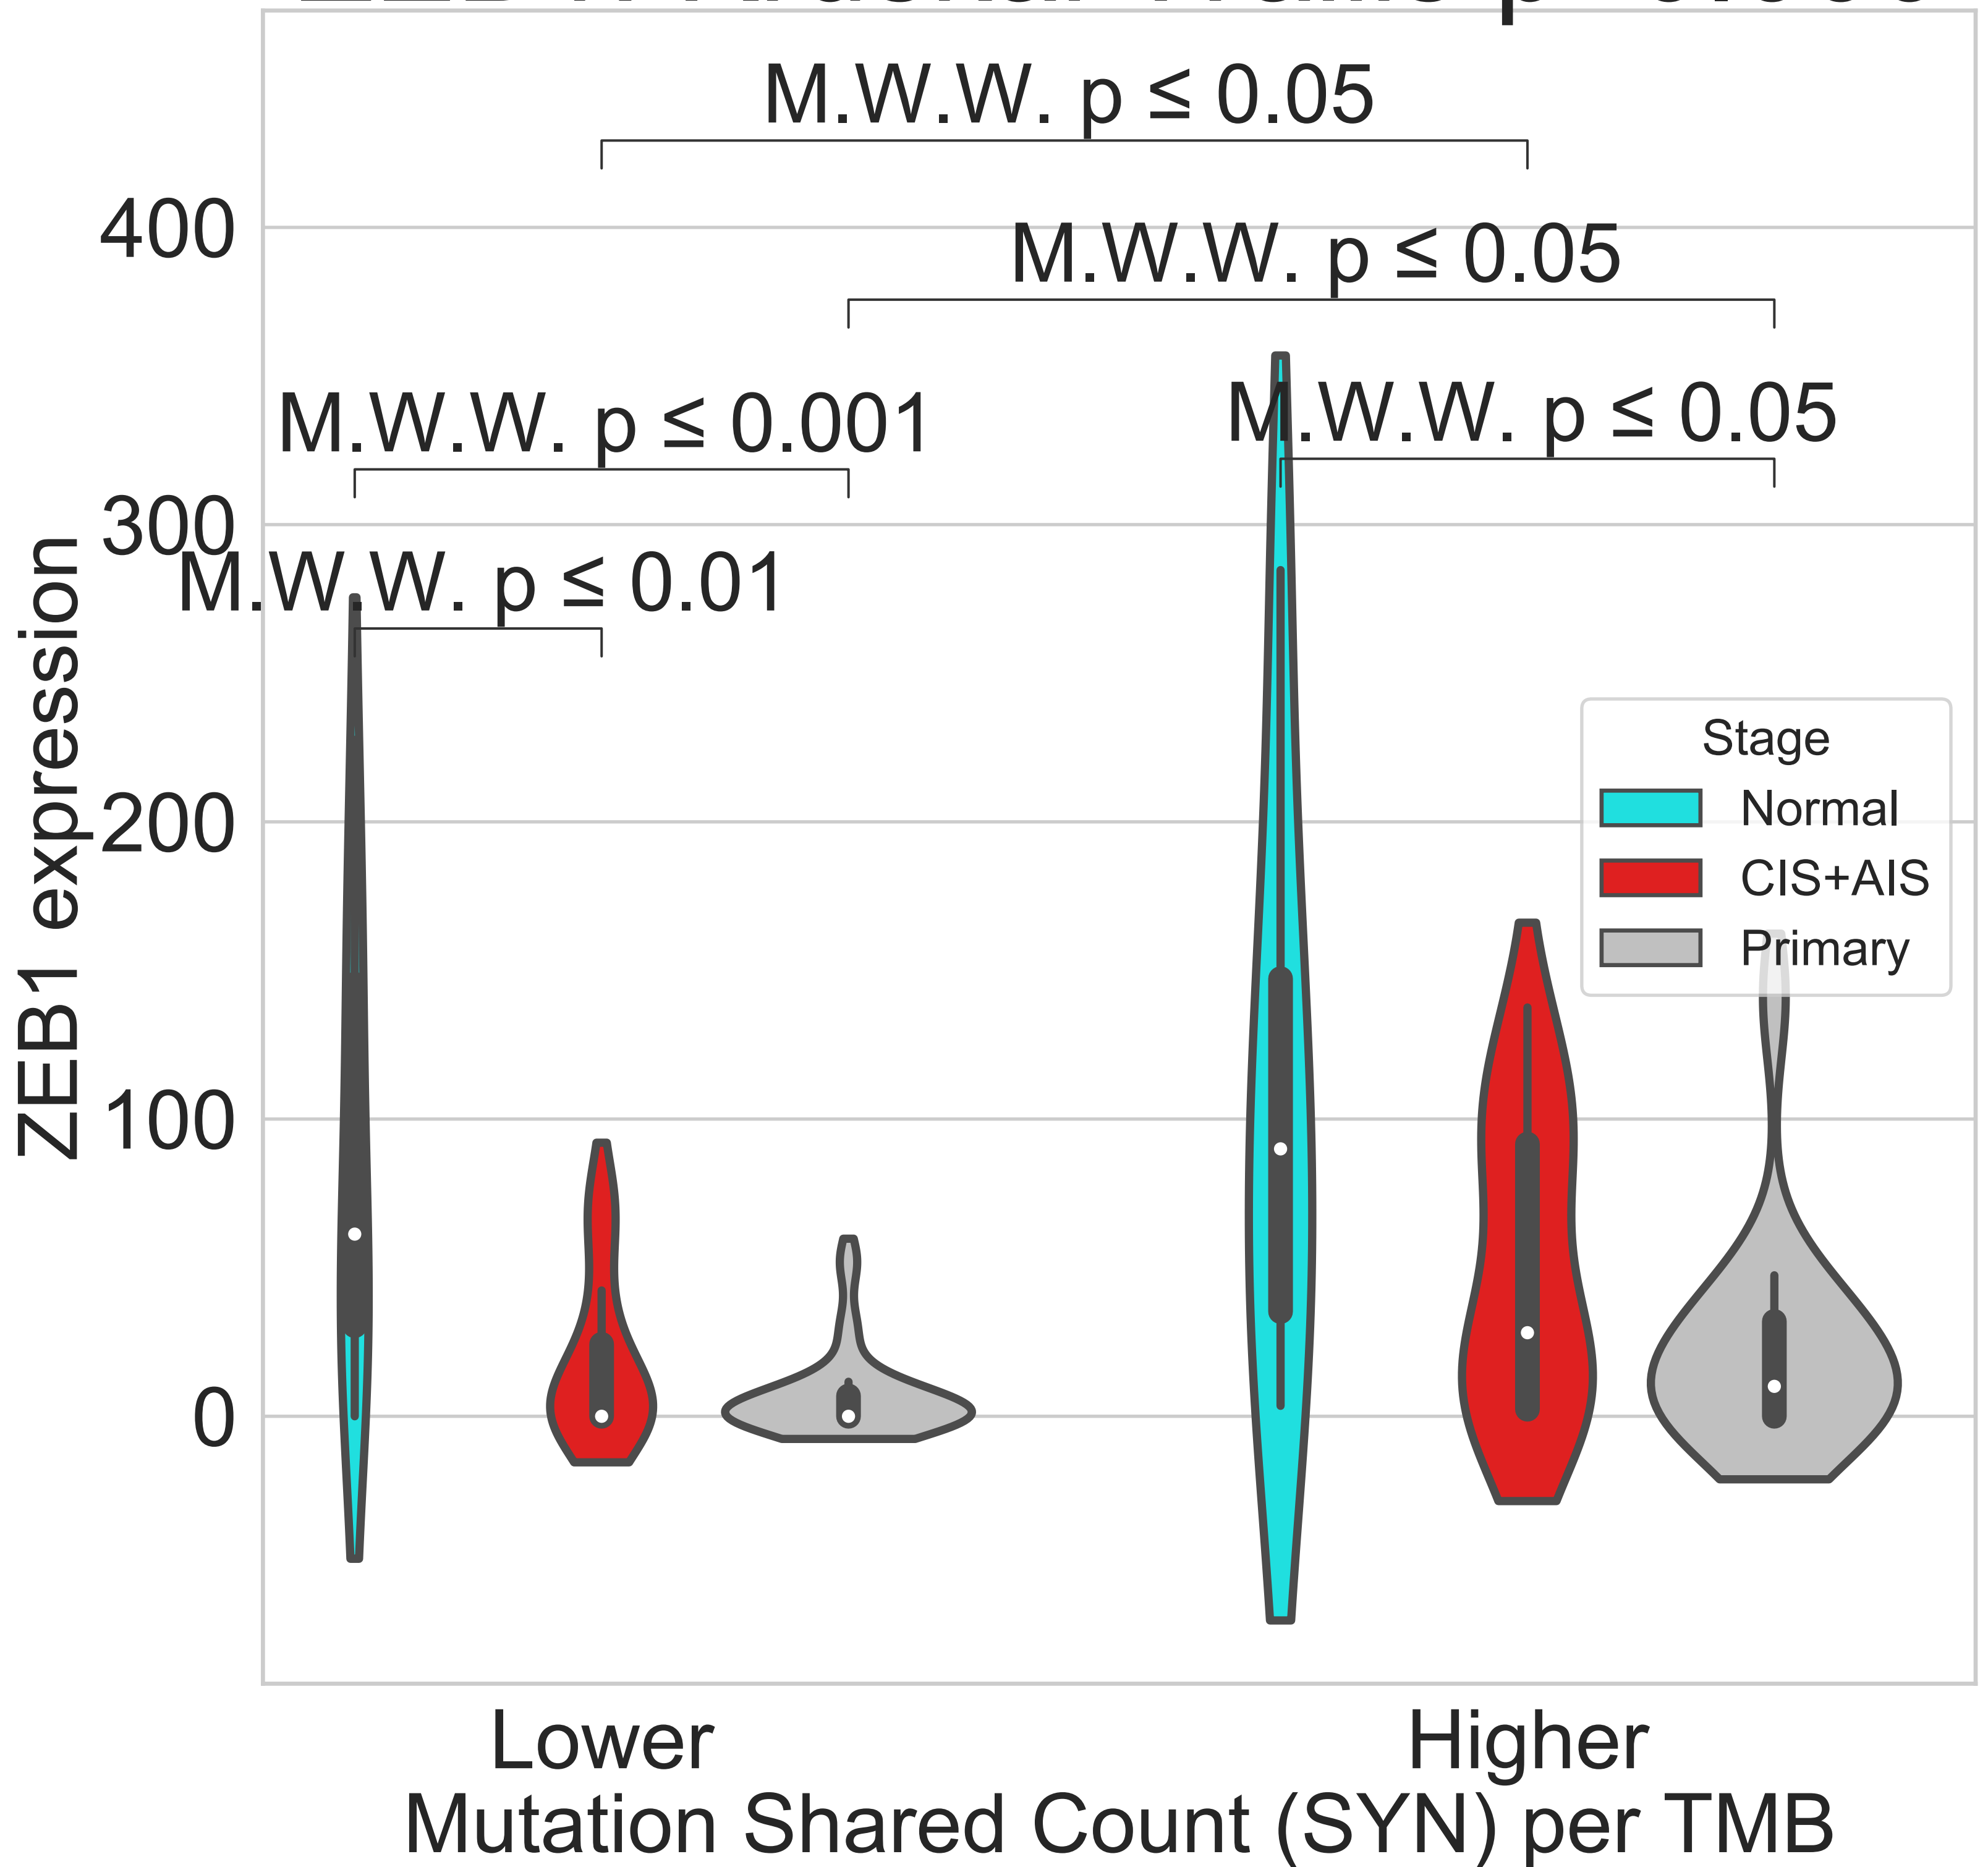 M.W.W. p ≤ 0.05
400
M.W.W. p ≤ 0.05
M.W.W. p ≤ 0.001
M.W.W. p ≤ 0.05
300
M.W.W. p ≤ 0.01
ZEB1 expression
Stage
Normal
200
CIS+AIS
Primary
100
0
Lower
Higher
Mutation Shared Count (SYN) per TMB